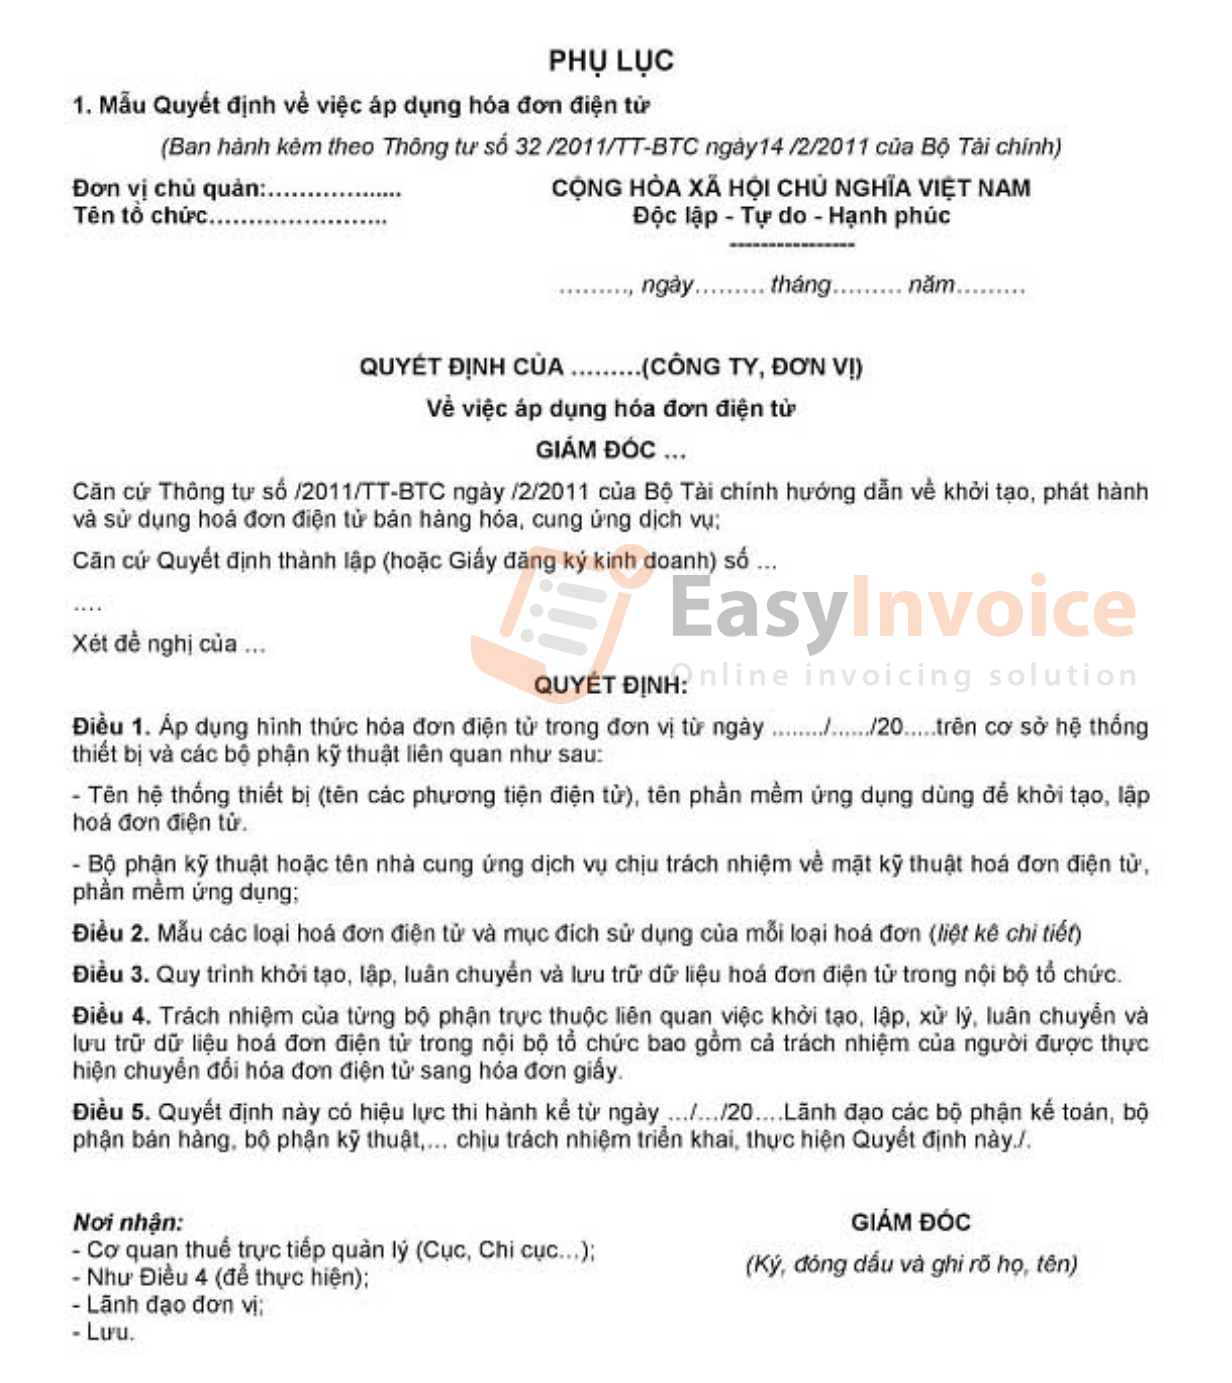 PHỤ LỤC
1. Mẫu Quyết định về việc áp dụng hóa đơn điện tử
(Ban hành kèm theo Thông tư số 32 /2011/TT-BTC ngày14 /2/2011 của Bộ Tài chính)
Đơn vị chủ quản:.................
CỘNG HÒA XÃ HỘI CHỦ NGHĨA VIỆT NAM
Tên tổ chức.......................
Độc lập - Tự do - Hạnh phúc
----------------
........., ngày......... tháng......... năm.........
QUYẾT ĐỊNH CỦA .........(CÔNG TY, ĐƠN VỊ)
Về việc áp dụng hóa đơn điện tử
GIÁM ĐỐC ...
Căn cứ Thông tư số /2011/TT-BTC ngày /2/2011 của Bộ Tài chính hướng dẫn về khởi tạo, phát hành
và sử dụng hoá đơn điện tử bán hàng hóa, cung ứng dịch vụ;
Căn cứ Quyết định thành lập (hoặc Giấy đăng ký kinh doanh) số ...
....
Xét đề nghị của ...
EasyInvoice
Online invoicing solution
QUYẾT ĐỊNH:
Điều 1. Áp dụng hình thức hóa đơn điện tử trong đơn vị từ ngày ......../....../20.....trên cơ sở hệ thống
thiết bị và các bộ phận kỹ thuật liên quan như sau:
- Tên hệ thống thiết bị (tên các phương tiện điện tử), tên phần mềm ứng dụng dùng để khởi tạo, lập
hoá đơn điện tử.
- Bộ phận kỹ thuật hoặc tên nhà cung ứng dịch vụ chịu trách nhiệm về mặt kỹ thuật hoá đơn điện tử,
phần mềm ứng dụng;
Điều 2. Mẫu các loại hoá đơn điện tử và mục đích sử dụng của mỗi loại hoá đơn (liệt kê chi tiết)
Điều 3. Quy trình khởi tạo, lập, luân chuyển và lưu trữ dữ liệu hoá đơn điện tử trong nội bộ tổ chức.
Điều 4. Trách nhiệm của từng bộ phận trực thuộc liên quan việc khởi tạo, lập, xử lý, luân chuyển và
lưu trữ dữ liệu hoá đơn điện tử trong nội bộ tổ chức bao gồm cả trách nhiệm của người được thực
hiện chuyển đổi hóa đơn điện tử sang hóa đơn giấy.
Điều 5. Quyết định này có hiệu lực thi hành kể từ ngày .../.../20....Lãnh đạo các bộ phận kế toán, bộ
phận bán hàng, bộ phận kỹ thuật,... chịu trách nhiệm triển khai, thực hiện Quyết định này./.
Nơi nhận:
- Cơ quan thuế trực tiếp quản lý (Cục, Chi cục...);
- Như Điều 4 (để thực hiện);
- Lãnh đạo đơn vị;
- Lưu.
GIÁM ĐỐC
(Ký, đóng dấu và ghi rõ họ, tên)